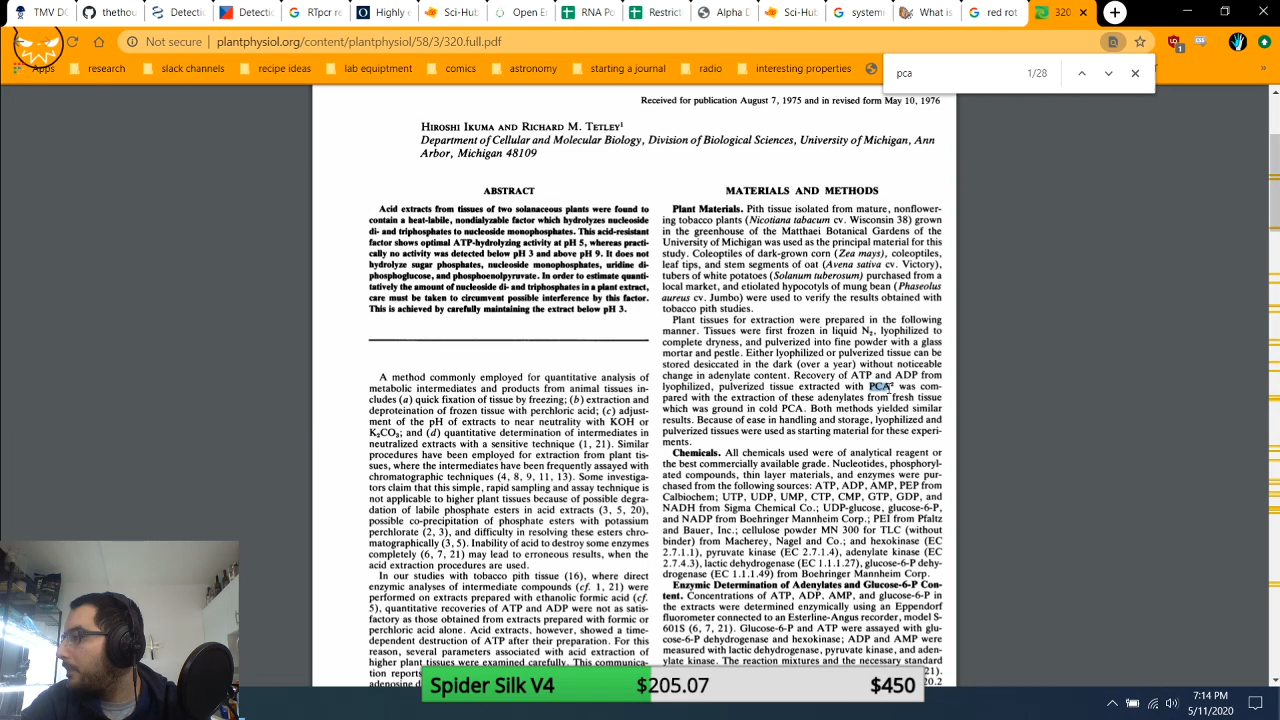 TMV DO
thethou
Detectio
Detectio
RTpcr re
Highly c
Sci-Hub
Open Er
RNA Po
Restricti
Alpha D
Sci-Hub
system
What is
red rot
320
Not secure
plantphysiol.org/content/plantphysiol/58/3/320.full.pdf
1
Apps
research
slack channels
recipe ideas
lab equiptment
comics
astronomy
starting a journal
radio
interesting properties
»
pca
1/28
Received for publication August 7, 1975 and in revised form May 10, 1976
HIROSHI IKUMA AND RICHARD M. TETLEY¹
Department of Cellular and Molecular Biology, Division of Biological Sciences, University of Michigan, Ann
Arbor, Michigan 48109
ABSTRACT
Acid extracts from tissues of two solanaceous plants were found to
contain a heat-labile, nondialyzable factor which hydrolyzes nucleoside
di- and triphosphates to nucleoside monophosphates. This acid-resistant
factor shows optimal ATP-hydrolyzing activity at pH 5, whereas practi-
cally no activity was detected below pH 3 and above pH 9. It does not
hydrolyze sugar phosphates, nucleoside monophosphates, uridine di-
phosphoglucose, and phosphoenolpyruvate. In order to estimate quanti-
tatively the amount of nucleoside di- and triphosphates in a plant extract,
care must be taken to circumvent possible interference by this factor.
This is achieved by carefully maintaining the extract below pH 3.
A method commonly employed for quantitative analysis of
metabolic intermediates and products from animal tissues in-
cludes (a) quick fixation of tissue by freezing; (b) extraction and
deproteination of frozen tissue with perchloric acid; (c) adjust-
ment of the pH of extracts to near neutrality with KOH or
K₂CO₃; and (d) quantitative determination of intermediates in
neutralized extracts with a sensitive technique (1, 21). Similar
procedures have been employed for extraction from plant tis-
sues, where the intermediates have been frequently assayed with
chromatographic techniques (4, 8, 9, 11, 13). Some investiga-
tors claim that this simple, rapid sampling and assay technique is
not applicable to higher plant tissues because of possible degra-
dation of labile phosphate esters in acid extracts (3, 5, 20),
possible co-precipitation of phosphate esters with potassium
perchlorate (2, 3), and difficulty in resolving these esters chro-
matographically (3, 5). Inability of acid to destroy some enzymes
completely (6, 7, 21) may lead to erroneous results, when the
acid extraction procedures are used.
In our studies with tobacco pith tissue (16), where direct
enzymic analyses of intermediate compounds (cf. 1, 21) were
performed on extracts prepared with ethanolic formic acid (cf.
5), quantitative recoveries of ATP and ADP were not as satis-
factory as those obtained from extracts prepared with formic or
perchloric acid alone. Acid extracts, however, showed a time-
dependent destruction of ATP after their preparation. For this
reason, several parameters associated with acid extraction of
higher plant tissues were examined carefully. This communica-
tion reports
adenosine d
MATERIALS AND METHODS
Plant Materials. Pith tissue isolated from mature, nonflower-
ing tobacco plants (Nicotiana tabacum cv. Wisconsin 38) grown
in the greenhouse of the Matthaei Botanical Gardens of the
University of Michigan was used as the principal material for this
study. Coleoptiles of dark-grown corn (Zea mays), coleoptiles,
leaf tips, and stem segments of oat (Avena sativa cv. Victory),
tubers of white potatoes (Solanum tuberosum) purchased from a
local market, and etiolated hypocotyls of mung bean (Phaseolus
aureus cv. Jumbo) were used to verify the results obtained with
tobacco pith studies.
Plant tissues for extraction were prepared in the following
manner. Tissues were first frozen in liquid N₂, lyophilized to
complete dryness, and pulverized into fine powder with a glass
mortar and pestle. Either lyophilized or pulverized tissue can be
stored desiccated in the dark (over a year) without noticeable
change in adenylate content. Recovery of ATP and ADP from
lyophilized, pulverized tissue extracted with PCA² was com-
pared with the extraction of these adenylates from fresh tissue
which was ground in cold PCA. Both methods yielded similar
results. Because of ease in handling and storage, lyophilized and
pulverized tissues were used as starting material for these experi-
ments.
Chemicals. All chemicals used were of analytical reagent or
the best commercially available grade. Nucleotides, phosphoryl-
ated compounds, thin layer materials, and enzymes were pur-
chased from the following sources: ATP, ADP, AMP, PEP from
Calbiochem; UTP, UDP, UMP, CTP, CMP, GTP, GDP, and
NADH from Sigma Chemical Co.; UDP-glucose, glucose-6-P,
and NADP from Boehringer Mannheim Corp.; PEI from Pfaltz
and Bauer, Inc.; cellulose powder MN 300 for TLC (without
binder) from Macherey, Nagel and Co.; and hexokinase (EC
2.7.1.1), pyruvate kinase (EC 2.7.1.4), adenylate kinase (EC
2.7.4.3), lactic dehydrogenase (EC 1.1.1.27), glucose-6-P dehy-
drogenase (EC 1.1.1.49) from Boehringer Mannheim Corp.
Enzymic Determination of Adenylates and Glucose-6-P Con-
tent. Concentrations of ATP, ADP, AMP, and glucose-6-P in
the extracts were determined enzymically using an Eppendorf
fluorometer connected to an Esterline-Angus recorder, model S-
601S (6, 7, 21). Glucose-6-P and ATP were assayed with glu-
cose-6-P dehydrogenase and hexokinase; ADP and AMP were
measured with lactic dehydrogenase, pyruvate kinase, and aden-
ylate kinase. The reaction mixtures and the necessary standard
21).
20.2
Spider Silk V4
$205.07
$450
7:14 PM
5/11/2020